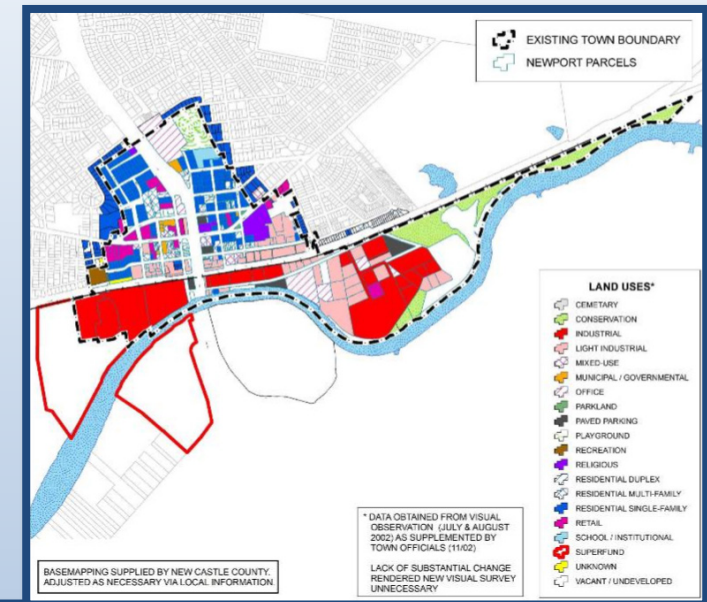 EXISTING TOWN BOUNDARY
NEWPORT PARCELS
LAND USES*
CEMETARY
CONSERVATION
INDUSTRIAL
LIGHT INDUSTRIAL
MIXED-USE
MUNICIPAL / GOVERNMENTAL
OFFICE
PARKLAND
PAVED PARKING
PLAYGROUND
RECREATION
RELIGIOUS
RESIDENTIAL DUPLEX
RESIDENTIAL MULTI-FAMILY
RESIDENTIAL SINGLE-FAMILY
RETAIL
SCHOOL / INSTITUTIONAL
SUPERFUND
UNKNOWN
VACANT / UNDEVELOPED
* DATA OBTAINED FROM VISUAL
OBSERVATION (JULY & AUGUST
2002) AS SUPPLEMENTED BY
TOWN OFFICIALS (11/02)
LACK OF SUBSTANTIAL CHANGE
RENDERED NEW VISUAL SURVEY
UNNECESSARY
BASEMAPPING SUPPLIED BY NEW CASTLE COUNTY.
ADJUSTED AS NECESSARY VIA LOCAL INFORMATION.